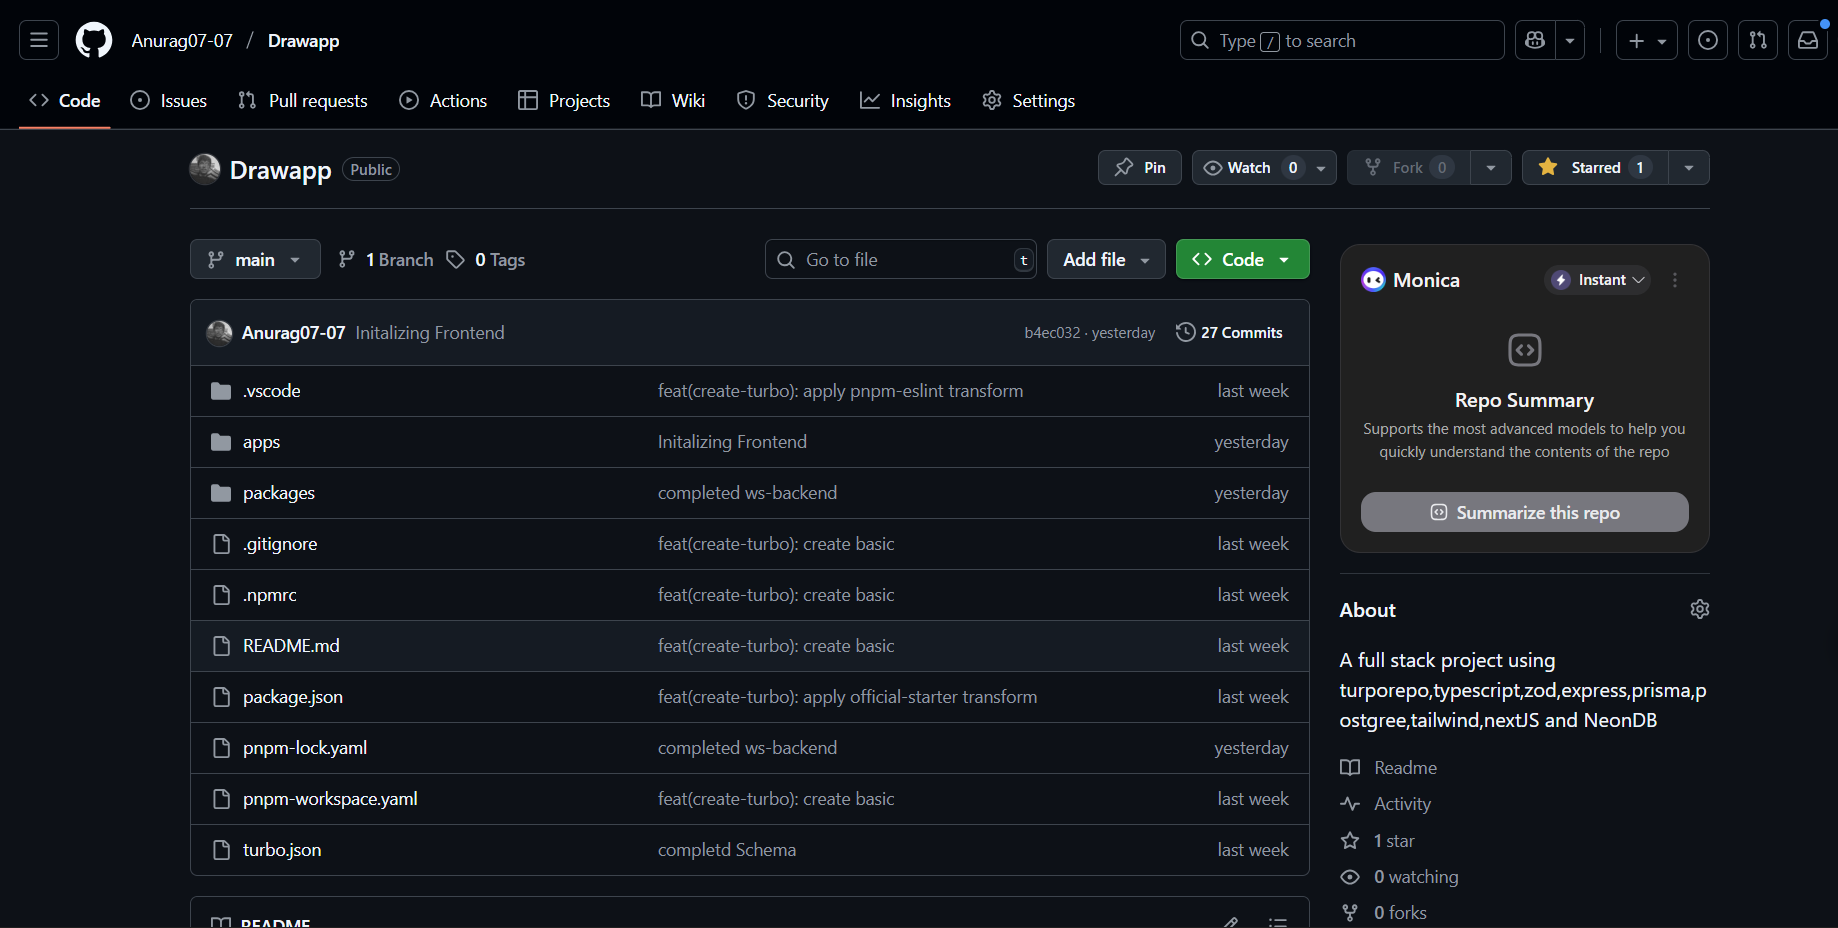 Anurag07-07 / Drawapp
Type / to search
Code Issues Pull requests Actions Projects Wiki Security Insights Settings
Drawapp Public
Pin Watch 0 Fork 0 Starred 1
main 1 Branch 0 Tags
Go to file t Add file Code
Anurag07-07 Initalizing Frontend b4ec032 · yesterday 27 Commits
.vscode feat(create-turbo): apply pnpm-eslint transform last week
apps Initalizing Frontend yesterday
packages completed ws-backend yesterday
.gitignore feat(create-turbo): create basic last week
.npmrc feat(create-turbo): create basic last week
README.md feat(create-turbo): create basic last week
package.json feat(create-turbo): apply official-starter transform last week
pnpm-lock.yaml completed ws-backend yesterday
pnpm-workspace.yaml feat(create-turbo): create basic last week
turbo.json completd Schema last week
README
Monica Instant
Repo Summary
Supports the most advanced models to help you
quickly understand the contents of the repo
Summarize this repo
About
A full stack project using
turporepo,typescript,zod,express,prisma,p
ostgree,tailwind,nextJS and NeonDB
Readme
Activity
1 star
0 watching
0 forks